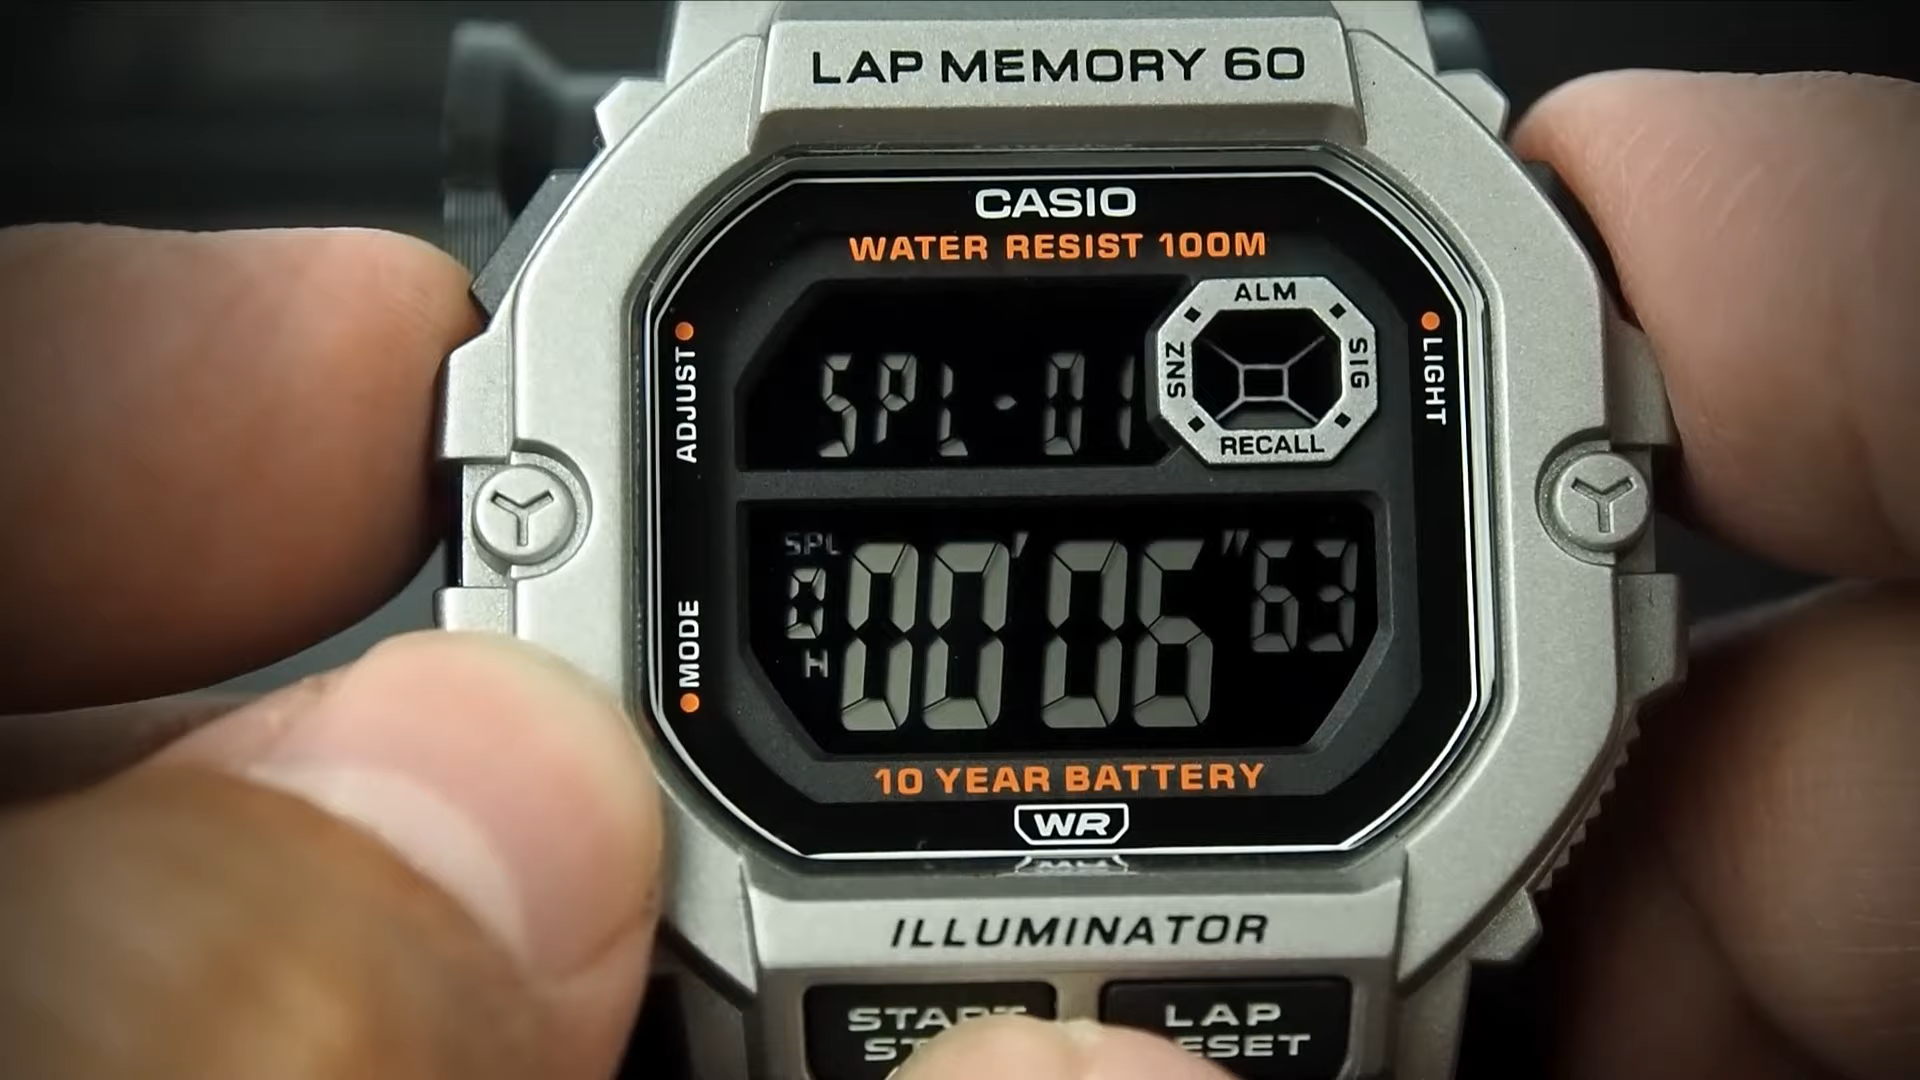 LAP MEMORY 60
CASIO
WATER RESIST 100M
ALM
SNZ
SIG
RECALL
ADJUST
LIGHT
SPL-01
SPL
0 H 00'06"63
MODE
10 YEAR BATTERY
WR
ILLUMINATOR
START
LAP